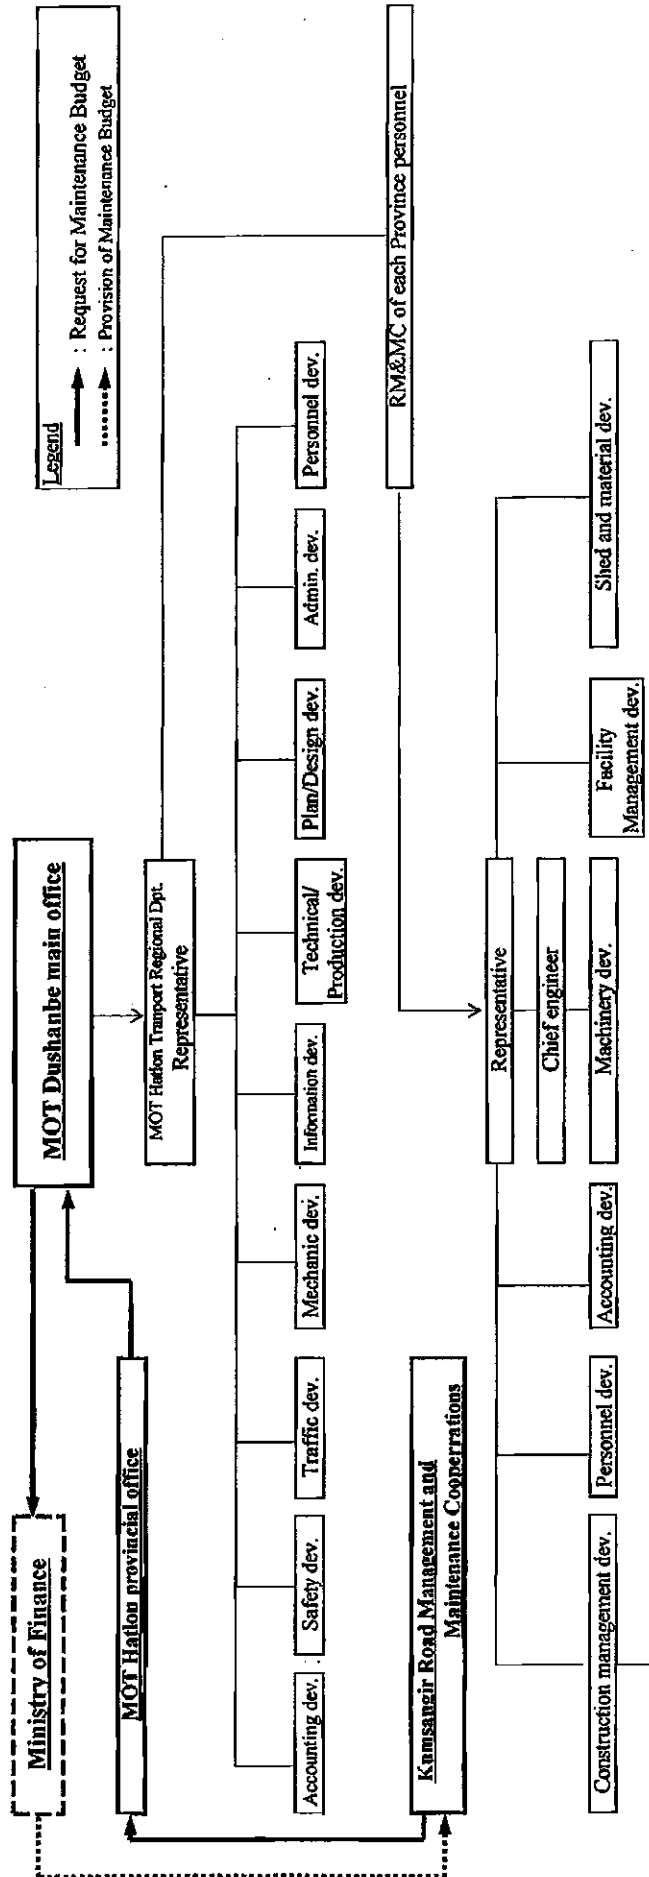 Ministry of Finance
MOT Dushanbe main office
Legend
: Request for Maintenance Budget
: Provision of Maintenance Budget
MOT Hatlon provincial office
MOT Hatlon Tranport Regional Dpt.
Representative
Accounting dev.
Safety dev.
Traffic dev.
Mechanic dev.
Information dev.
Technical/
Production dev.
Plan/Design dev.
Admin. dev.
Personnel dev.
Kumsangir Road Management and
Maintenance Cooperrations
RM&MC of each Province personnel
Representative
Chief engineer
Construction management dev.
Personnel dev.
Accounting dev.
Machinery dev.
Facility
Management dev.
Shed and material dev.